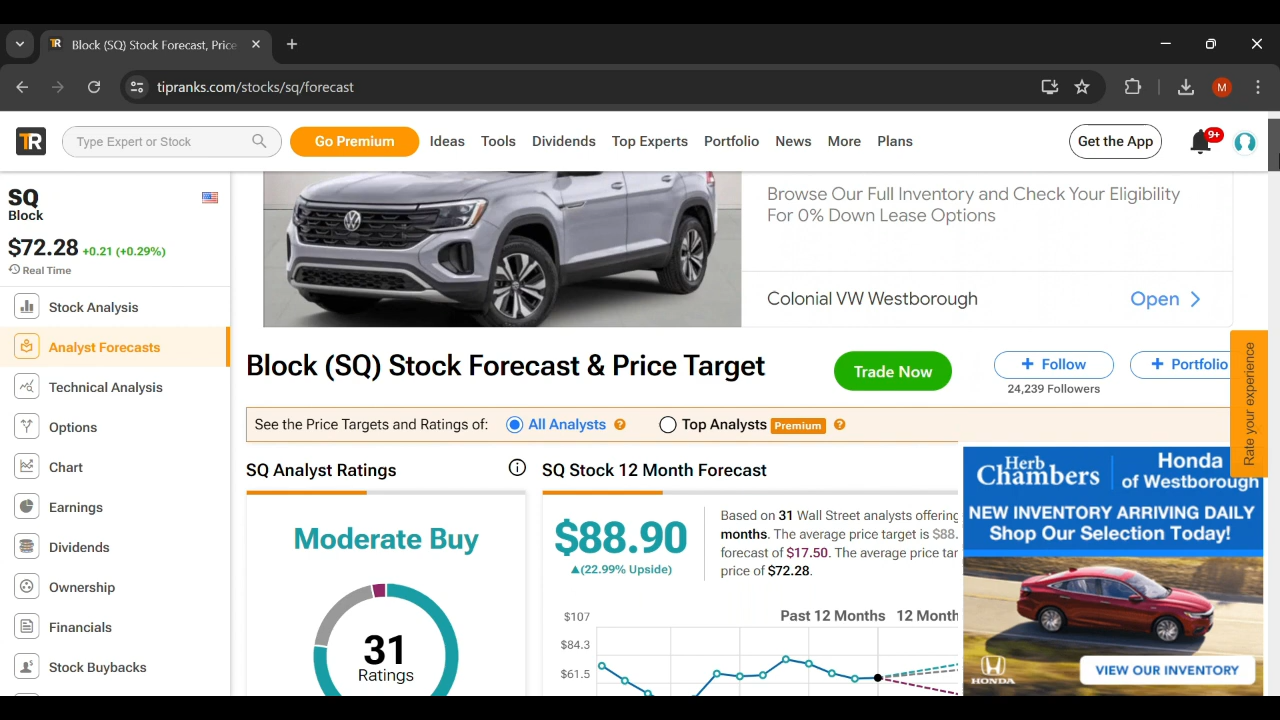 Block (SQ) Stock Forecast, Price
tipranks.com/stocks/sq/forecast
M
TR
Type Expert or Stock
Go Premium
Ideas
Tools
Dividends
Top Experts
Portfolio
News
More
Plans
Get the App
9+
SQ
Block
$72.28 +0.21 (+0.29%)
Real Time
Stock Analysis
Analyst Forecasts
Technical Analysis
Options
Chart
Earnings
Dividends
Ownership
Financials
Stock Buybacks
Browse Our Full Inventory and Check Your Eligibility
For 0% Down Lease Options
Colonial VW Westborough
Open
Block (SQ) Stock Forecast & Price Target
Trade Now
+ Follow
24,239 Followers
+ Portfolio
Rate your experience
See the Price Targets and Ratings of:
All Analysts ?
Top Analysts Premium ?
SQ Analyst Ratings
Moderate Buy
31
Ratings
SQ Stock 12 Month Forecast
$88.90
▲(22.99% Upside)
Based on 31 Wall Street analysts offering
months. The average price target is $88.
forecast of $17.50. The average price tar
price of $72.28.
Past 12 Months
12 Month
$107
$84.3
$61.5
Herb
Chambers
Honda
of Westborough
NEW INVENTORY ARRIVING DAILY
Shop Our Selection Today!
HONDA
VIEW OUR INVENTORY